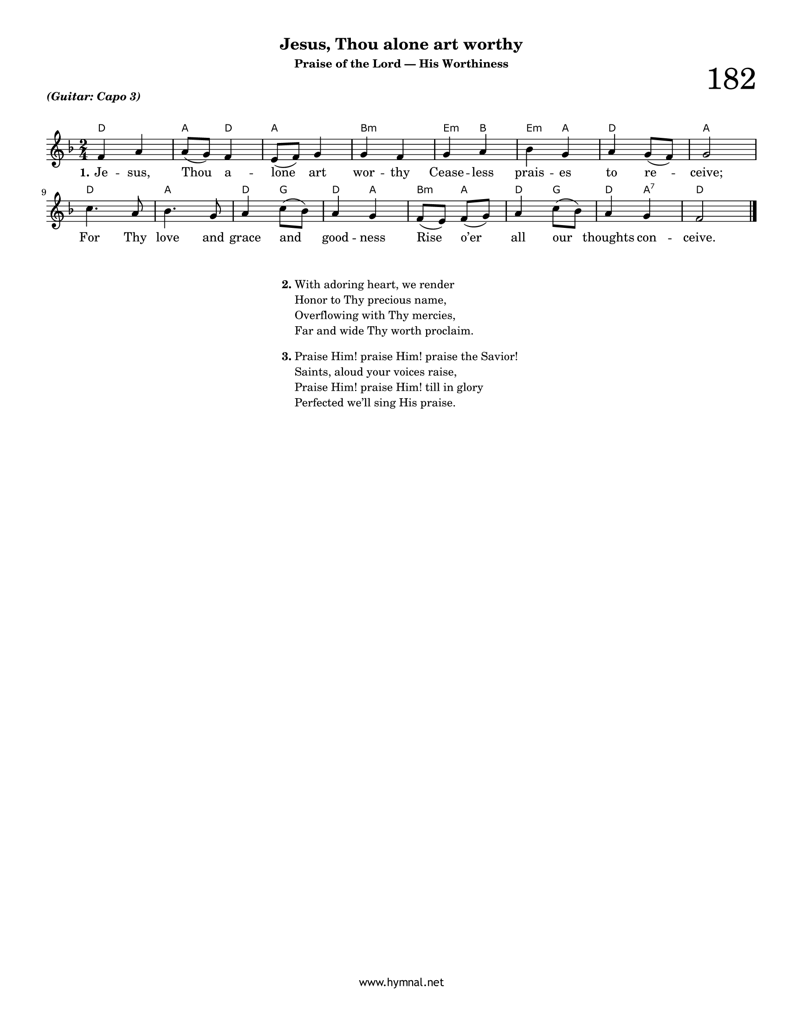 Jesus, Thou alone art worthy
Praise of the Lord — His Worthiness
182
(Guitar: Capo 3)
D A D A Bm Em B Em A D A
1. Je - sus, Thou a - lone art wor - thy Cease - less prais - es to re - ceive;
9 D A D G D A Bm A D G D A7 D
For Thy love and grace and good - ness Rise o’er all our thoughts con - ceive.
2. With adoring heart, we render
Honor to Thy precious name,
Overflowing with Thy mercies,
Far and wide Thy worth proclaim.
3. Praise Him! praise Him! praise the Savior!
Saints, aloud your voices raise,
Praise Him! praise Him! till in glory
Perfected we’ll sing His praise.
www.hymnal.net